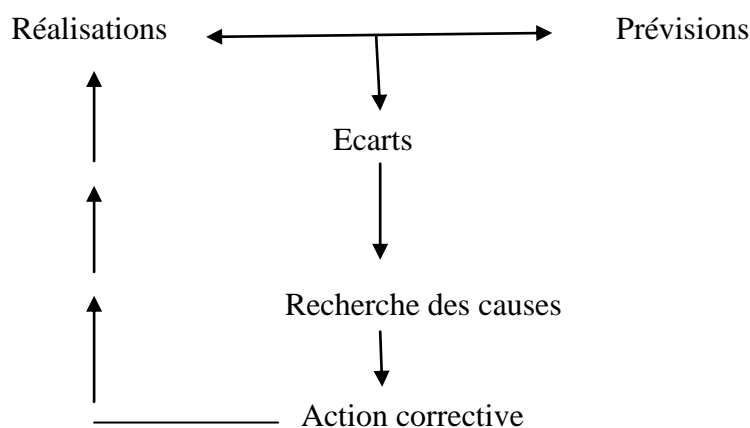 Réalisations Prévisions
Ecarts
Recherche des causes
Action corrective